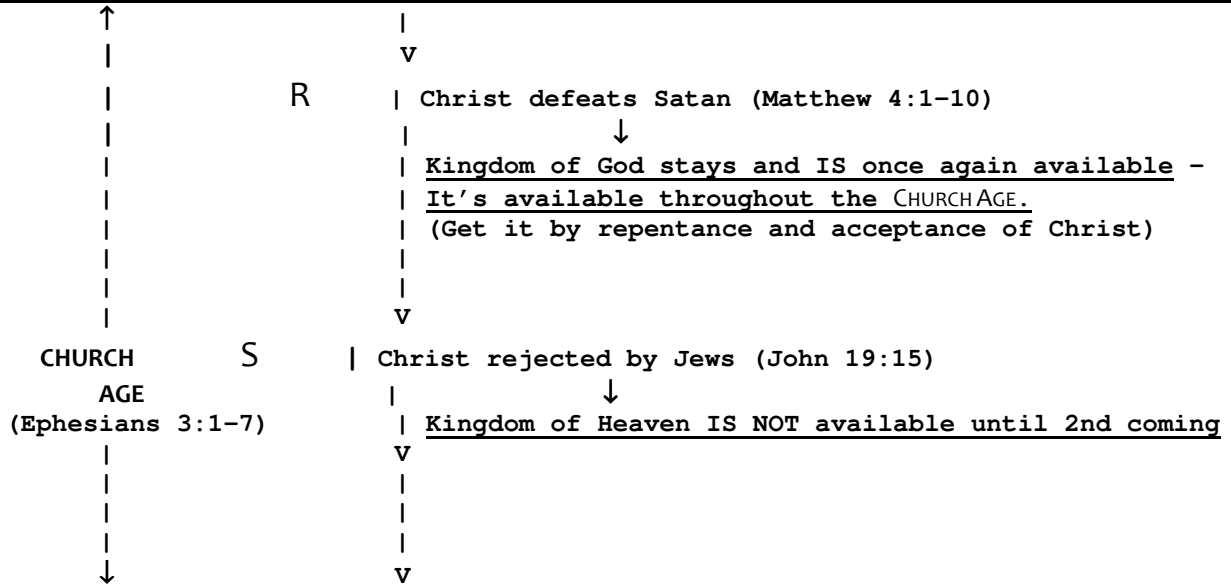 R Christ defeats Satan (Matthew 4:1–10)
Kingdom of God stays and IS once again available –
It's available throughout the CHURCH AGE.
(Get it by repentance and acceptance of Christ)
CHURCH S Christ rejected by Jews (John 19:15)
AGE
(Ephesians 3:1–7) Kingdom of Heaven IS NOT available until 2nd coming